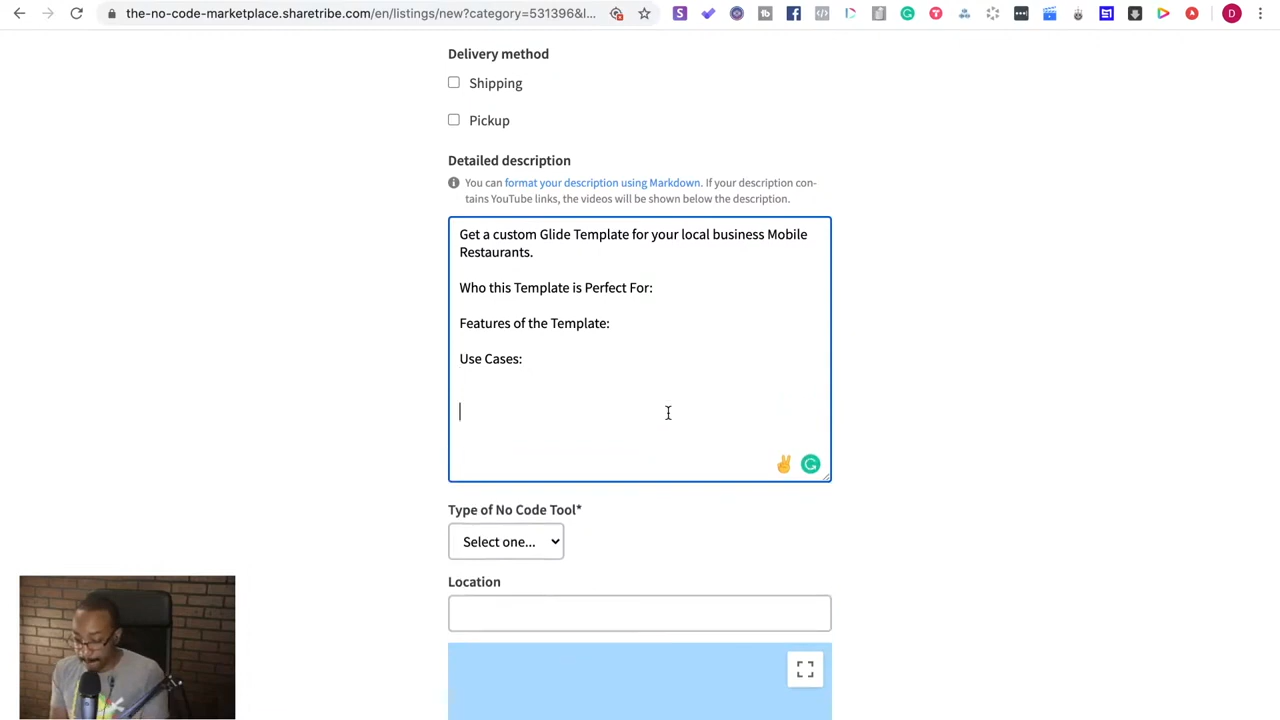 the-no-code-marketplace.sharetribe.com/en/listings/new?category=531396&l...
Delivery method
Shipping
Pickup
Detailed description
You can format your description using Markdown. If your description con-
tains YouTube links, the videos will be shown below the description.
Get a custom Glide Template for your local business Mobile
Restaurants.
Who this Template is Perfect For:
Features of the Template:
Use Cases:
Type of No Code Tool*
Select one...
Location